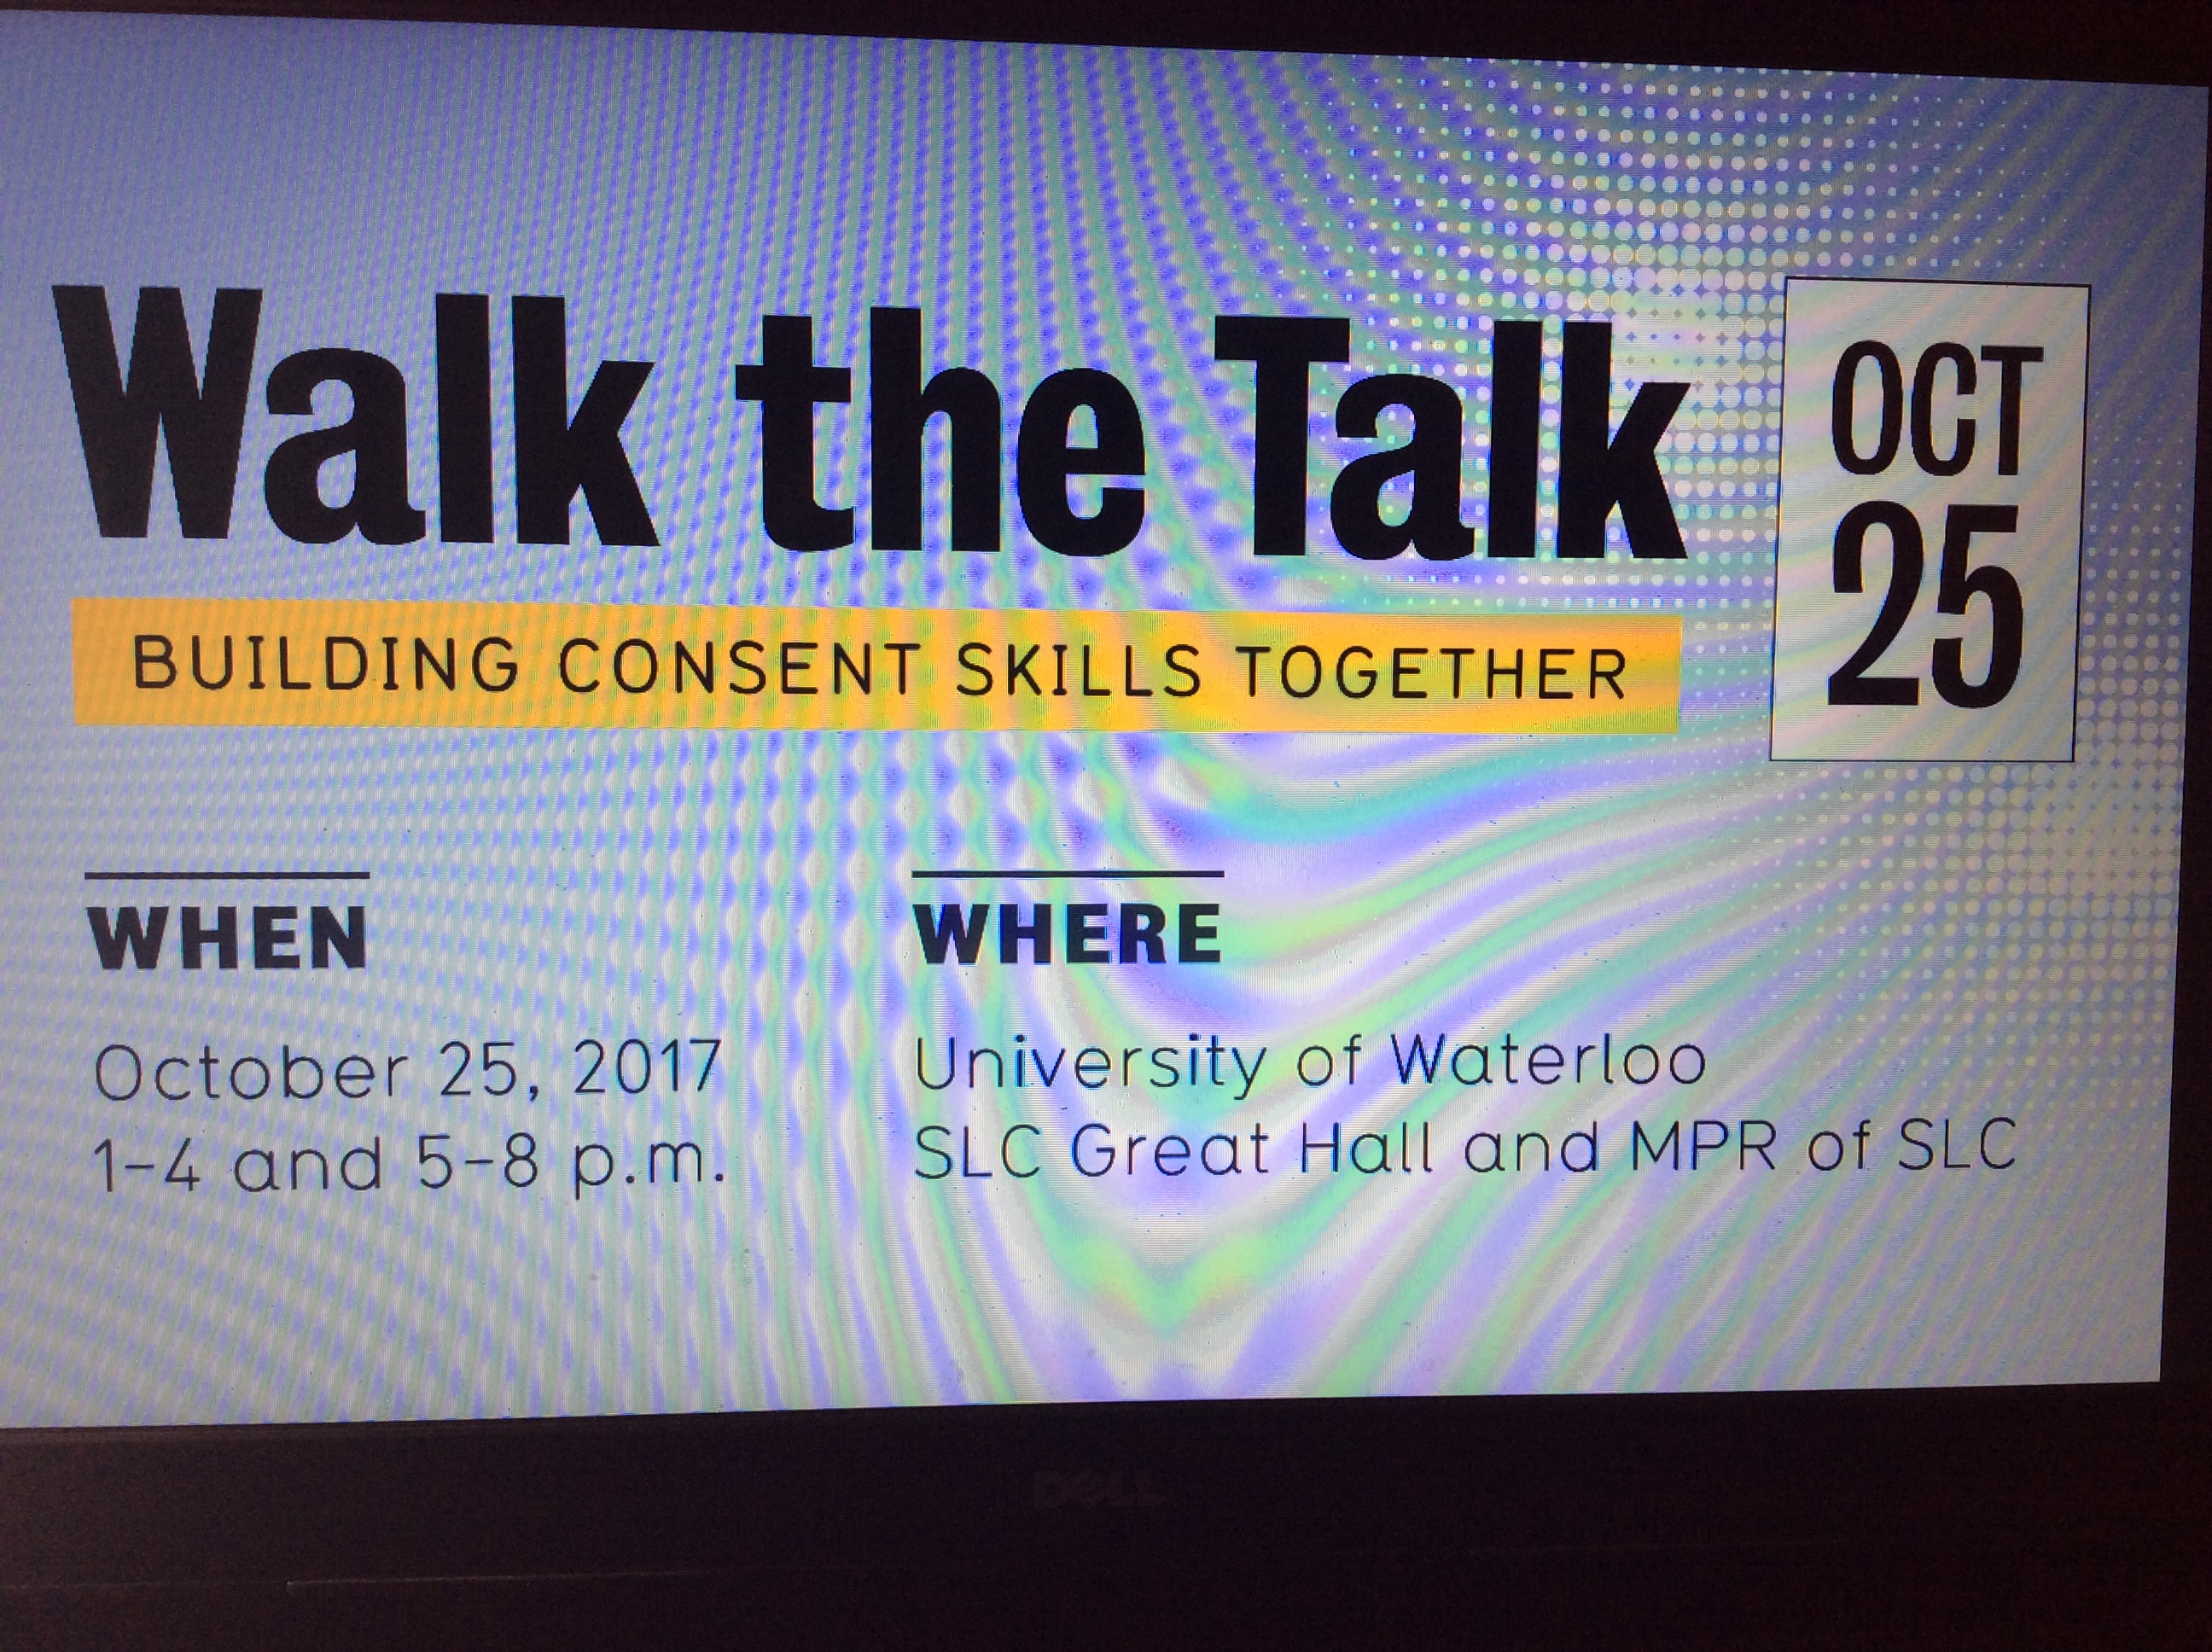 Walk the Talk
OCT
25
BUILDING CONSENT SKILLS TOGETHER
WHEN
October 25, 2017
1-4 and 5-8 p.m.
WHERE
University of Waterloo
SLC Great Hall and MPR of SLC
DELL